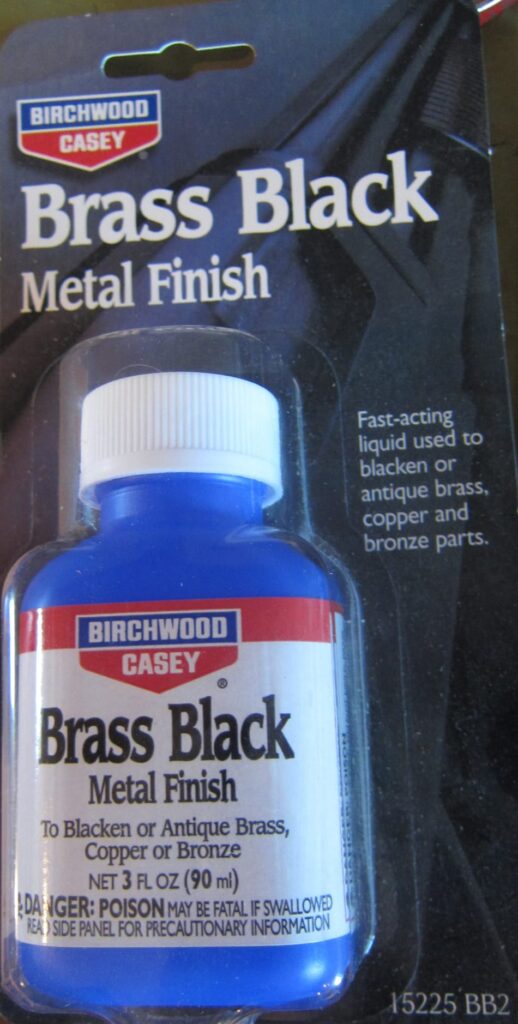 BIRCHWOOD
CASEY
Brass Black
Metal Finish
Fast-acting
liquid used to
blacken or
antique brass,
copper and
bronze parts.
BIRCHWOOD
CASEY
®
Brass Black
Metal Finish
To Blacken or Antique Brass,
Copper or Bronze
NET 3 FL OZ (90 ml)
DANGER: POISON MAY BE FATAL IF SWALLOWED
READ SIDE PANEL FOR PRECAUTIONARY INFORMATION
15225 BB2